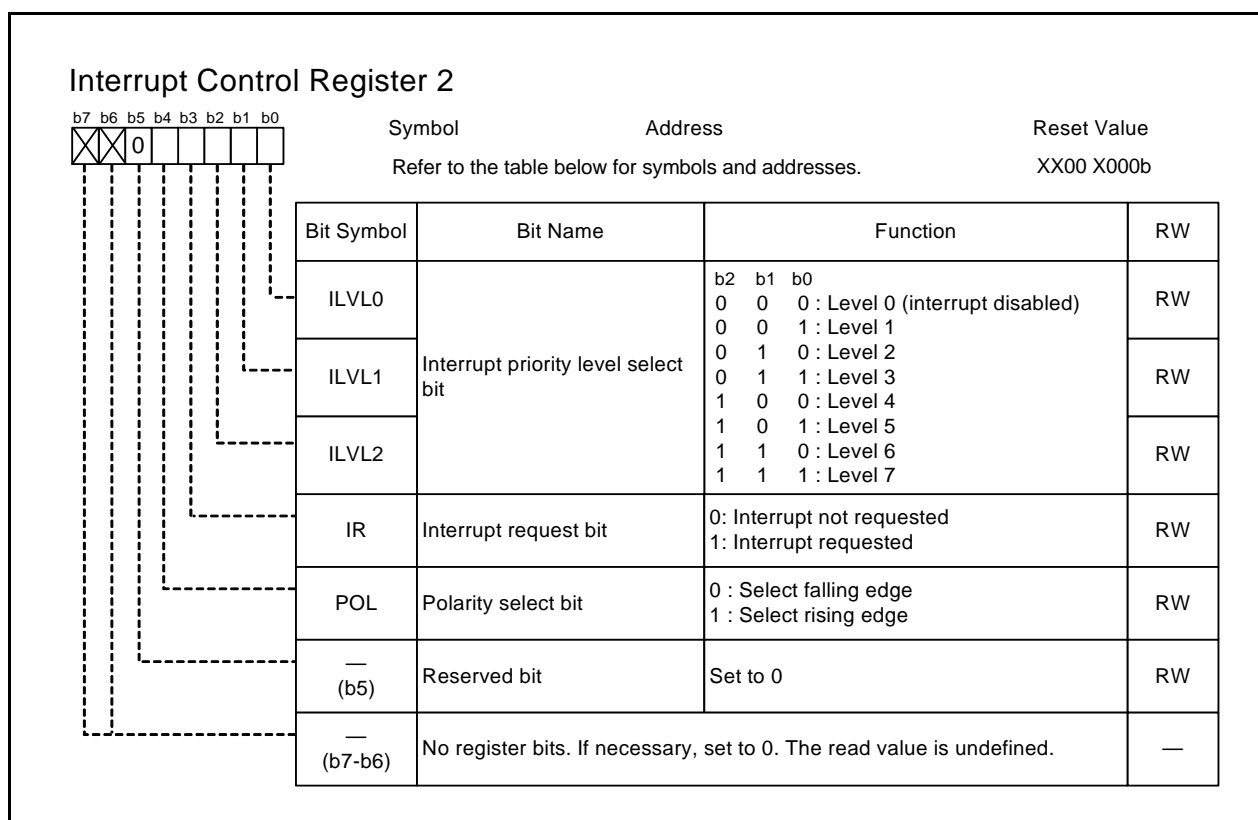 Interrupt Control Register 2
b7 b6 b5 b4 b3 b2 b1 b0
0
Symbol Address Reset Value
Refer to the table below for symbols and addresses. XX00 X000b
Bit Symbol Bit Name Function RW
ILVL0 RW
ILVL1 RW
ILVL2 RW
Interrupt priority level select
bit
b2 b1 b0
0 0 0 : Level 0 (interrupt disabled)
0 0 1 : Level 1
0 1 0 : Level 2
0 1 1 : Level 3
1 0 0 : Level 4
1 0 1 : Level 5
1 1 0 : Level 6
1 1 1 : Level 7
IR Interrupt request bit
0: Interrupt not requested
1: Interrupt requested
RW
POL Polarity select bit
0 : Select falling edge
1 : Select rising edge
RW
—
(b5)
Reserved bit Set to 0 RW
—
(b7-b6)
No register bits. If necessary, set to 0. The read value is undefined. —